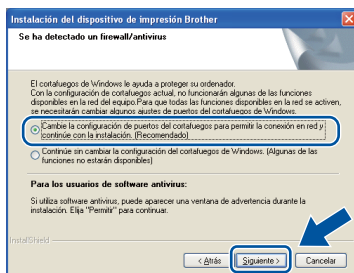 Instalación del dispositivo de impresión Brother
Se ha detectado un firewall/antivirus
El cortafuegos de Windows le ayuda a proteger su ordenador.
Con la configuración de cortafuegos actual, no funcionarán algunas de las funciones
disponibles en la red del equipo.Para que todas las funciones disponibles en la red se activen,
se necesitarán cambiar algunos ajustes de puertos del cortafuegos de Windows.
Cambie la configuración de puertos del cortafuegos para permitir la conexión en red y
continúe con la instalación. (Recomendado)
Continúe sin cambiar la configuración del cortafuegos de Windows. (Algunas de las
funciones no estarán disponibles)
Para los usuarios de software antivirus:
Si utiliza software antivirus, puede aparecer una ventana de advertencia durante la
instalación. Elija "Permitir" para continuar.
InstallShield
< Atrás
Siguiente >
Cancelar